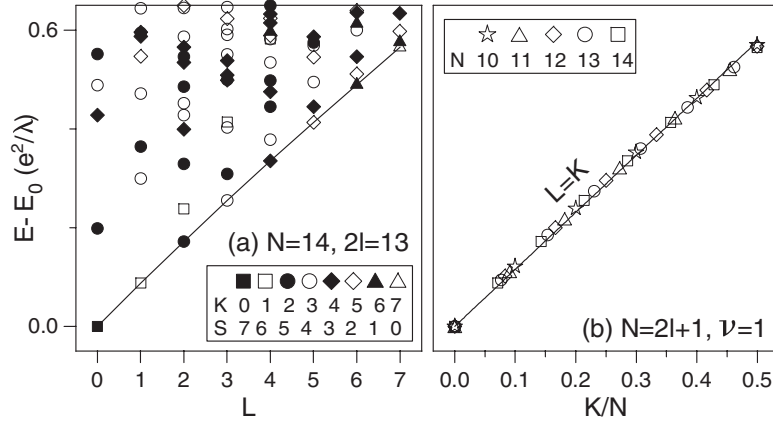 E- E₀ (e²/λ)
0.6
0.0
(a) N=14, 2l=13
K 0 1 2 3 4 5 6 7
S 7 6 5 4 3 2 1 0
0 1 2 3 4 5 6 7
L
N 10 11 12 13 14
L=K
(b) N=2l+1, ν=1
0.0 0.1 0.2 0.3 0.4 0.5
K/N